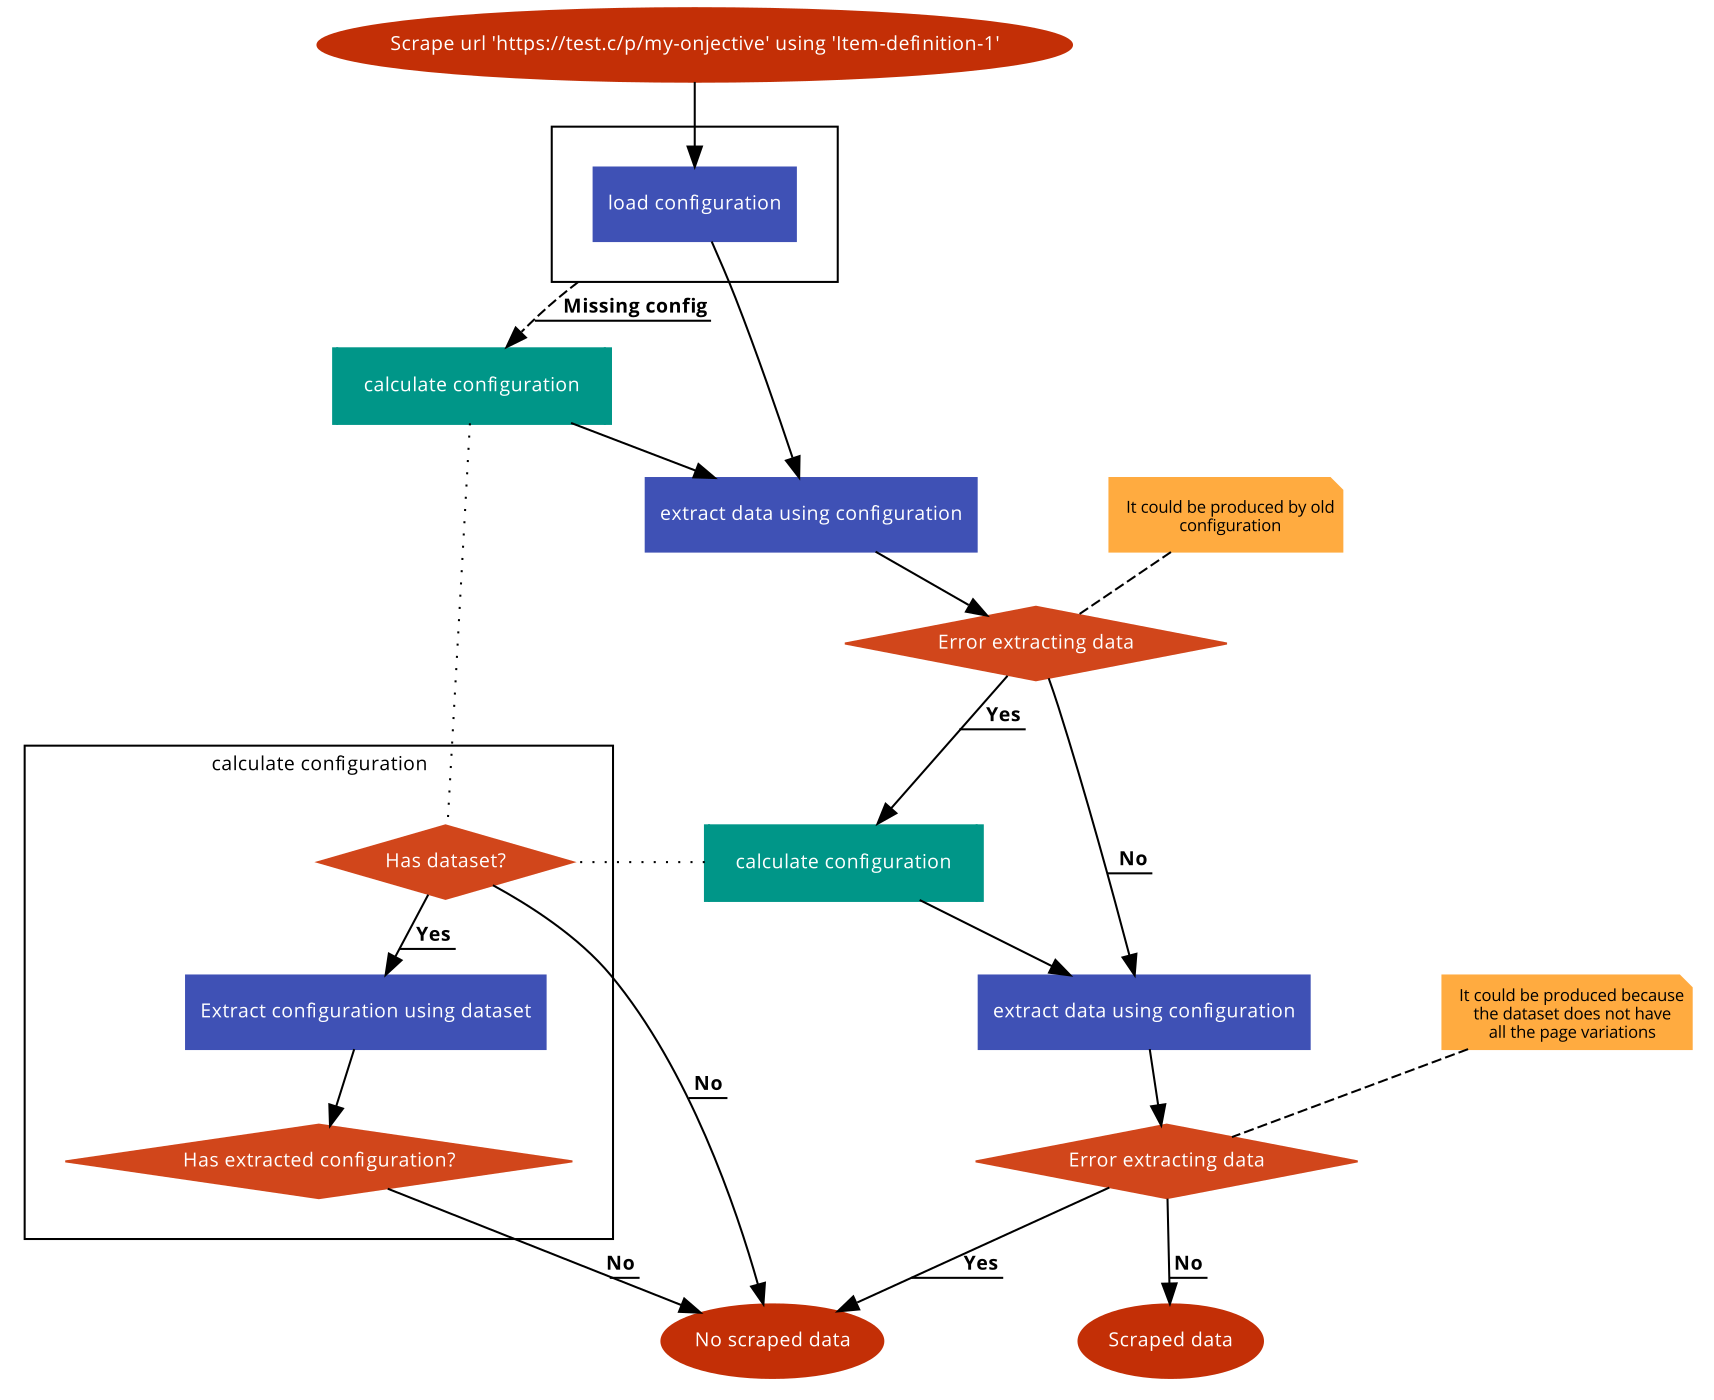 Scrape url 'https://test.c/p/my-onjective' using 'Item-definition-1'
load configuration
Missing config
calculate configuration
extract data using configuration
It could be produced by old
configuration
Error extracting data
Yes
calculate configuration
Has dataset?
calculate configuration
No
Yes
Extract configuration using dataset
extract data using configuration
It could be produced because
the dataset does not have
all the page variations
No
Has extracted configuration?
Error extracting data
No
Yes
No
No scraped data
Scraped data